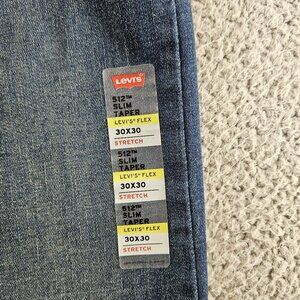 Levi's
512™
SLIM
TAPER
LEVI'S® FLEX
30X30
STRETCH
512™
SLIM
TAPER
LEVI'S® FLEX
30X30
STRETCH
512™
SLIM
TAPER
LEVI'S® FLEX
30X30
STRETCH